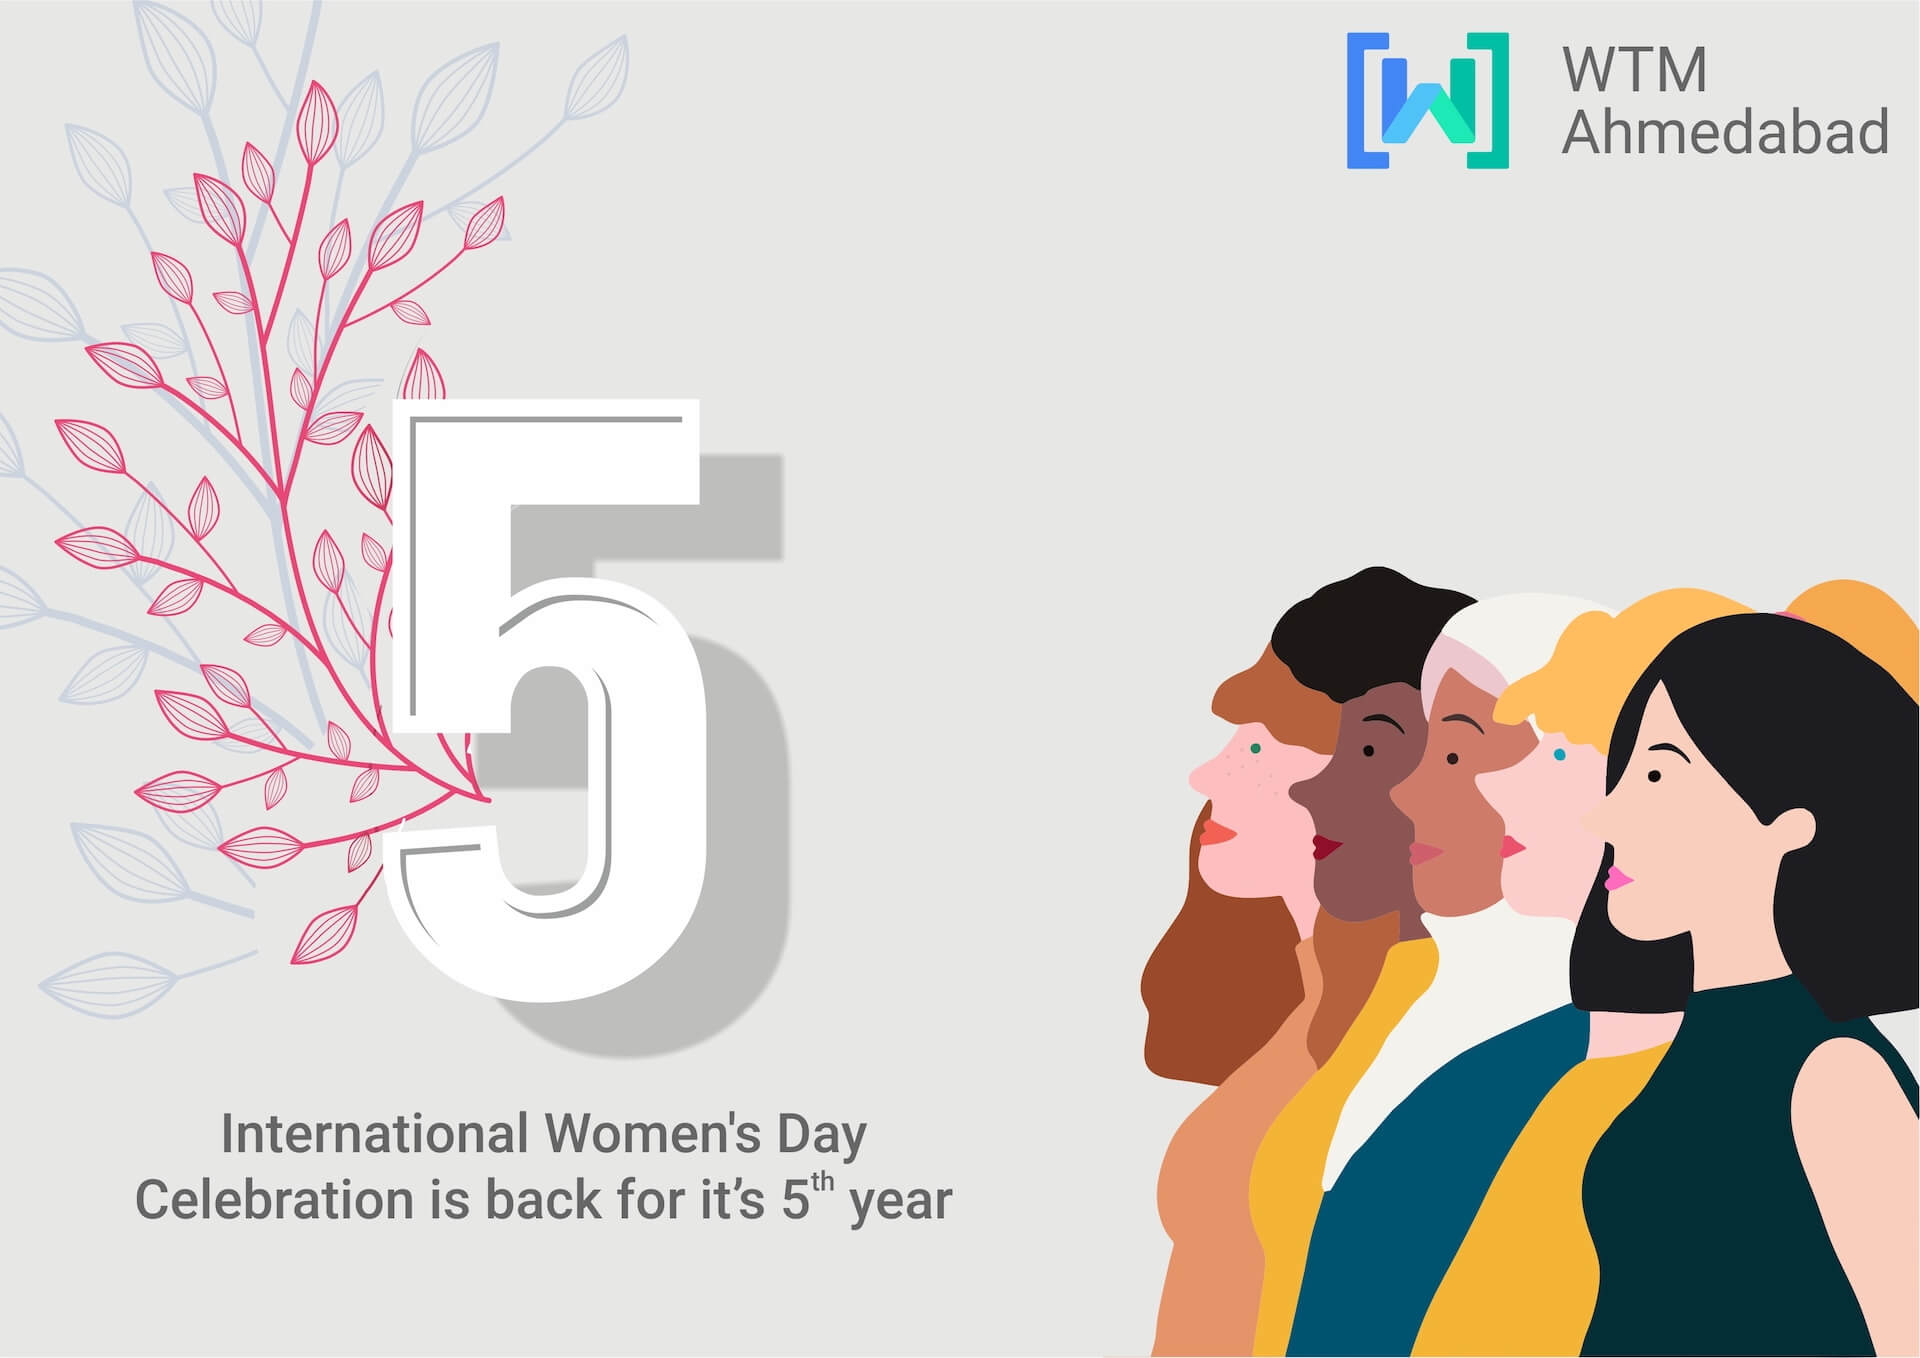 WTM
Ahmedabad
5
International Women's Day
Celebration is back for it’s 5th year